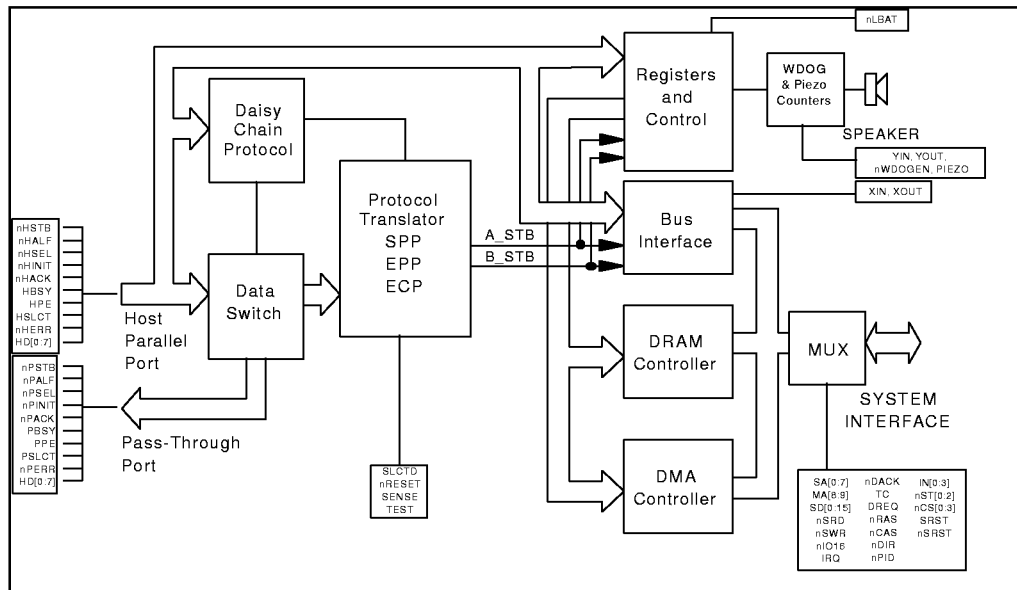 nLBAT
Registers
and
Control
WDOG
& Piezo
Counters
SPEAKER
YIN, YOUT,
nWDOGEN, PIEZO
XIN, XOUT
Daisy
Chain
Protocol
Protocol
Translator
SPP
EPP
ECP
A_STB
B_STB
Bus
Interface
nHSTB
nHALF
nHSEL
nHINIT
nHACK
HBSY
HPE
HSLCT
nHERR
HD[0:7]
Host
Parallel
Port
Data
Switch
nPSTB
nPALF
nPSEL
nPINIT
nPACK
PBSY
PPE
PSLCT
nPERR
HD[0:7]
Pass-Through
Port
SLCTD
nRESET
SENSE
TEST
DRAM
Controller
MUX
SYSTEM
INTERFACE
DMA
Controller
SA[0:7] nDACK IN[0:3]
MA[8:9] TC nST[0:2]
SD[0:15] DREQ nCS[0:3]
nSRD nRAS SRST
nSWR nCAS nSRST
nIO16 nDIR
IRQ nPID